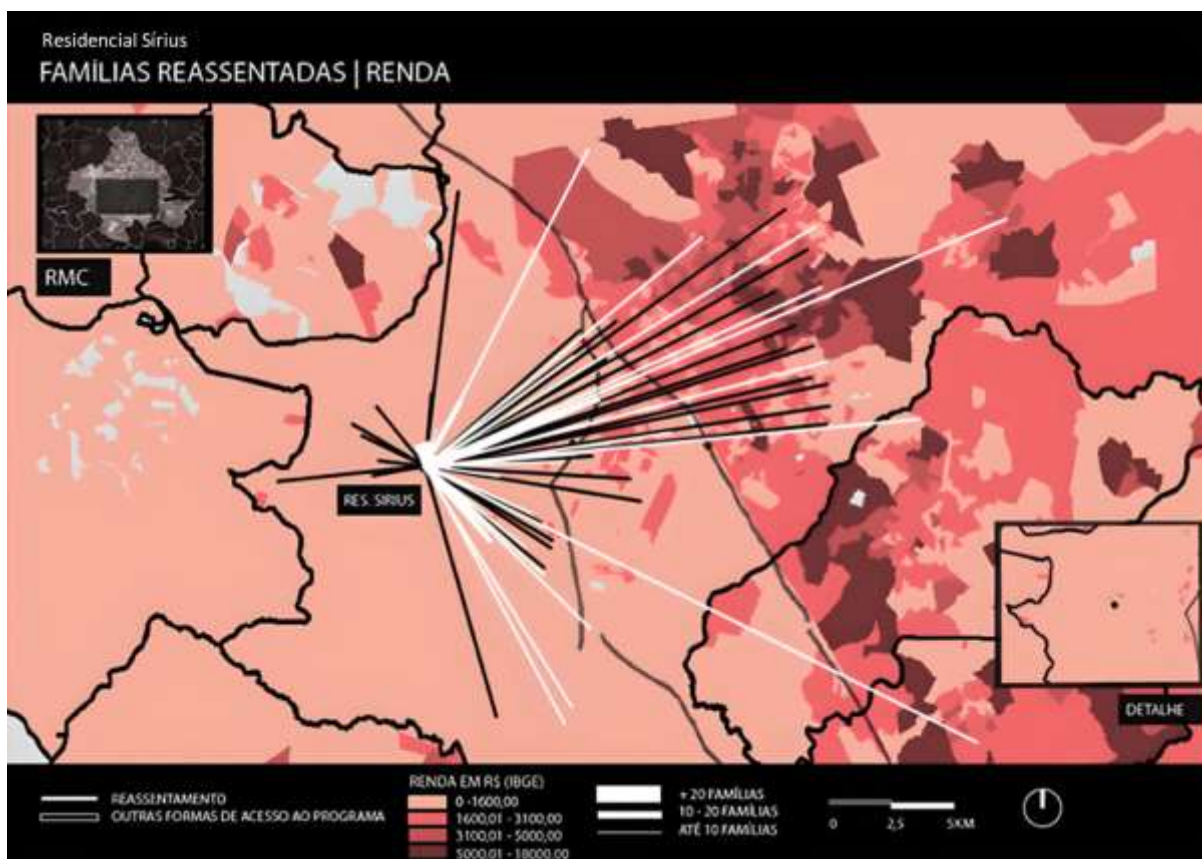 Residencial Sírius
FAMÍLIAS REASSENTADAS | RENDA
RMC
RES. SIRIUS
DETALHE
REASSENTAMENTO
OUTRAS FORMAS DE ACESSO AO PROGRAMA
RENDA EM R$ (IBGE)
0 -1600,00
1600,01 - 3100,00
3100,01 - 5000,00
5000,01 - 18000,00
+ 20 FAMÍLIAS
10 - 20 FAMÍLIAS
ATÉ 10 FAMÍLIAS
0 2,5 5KM